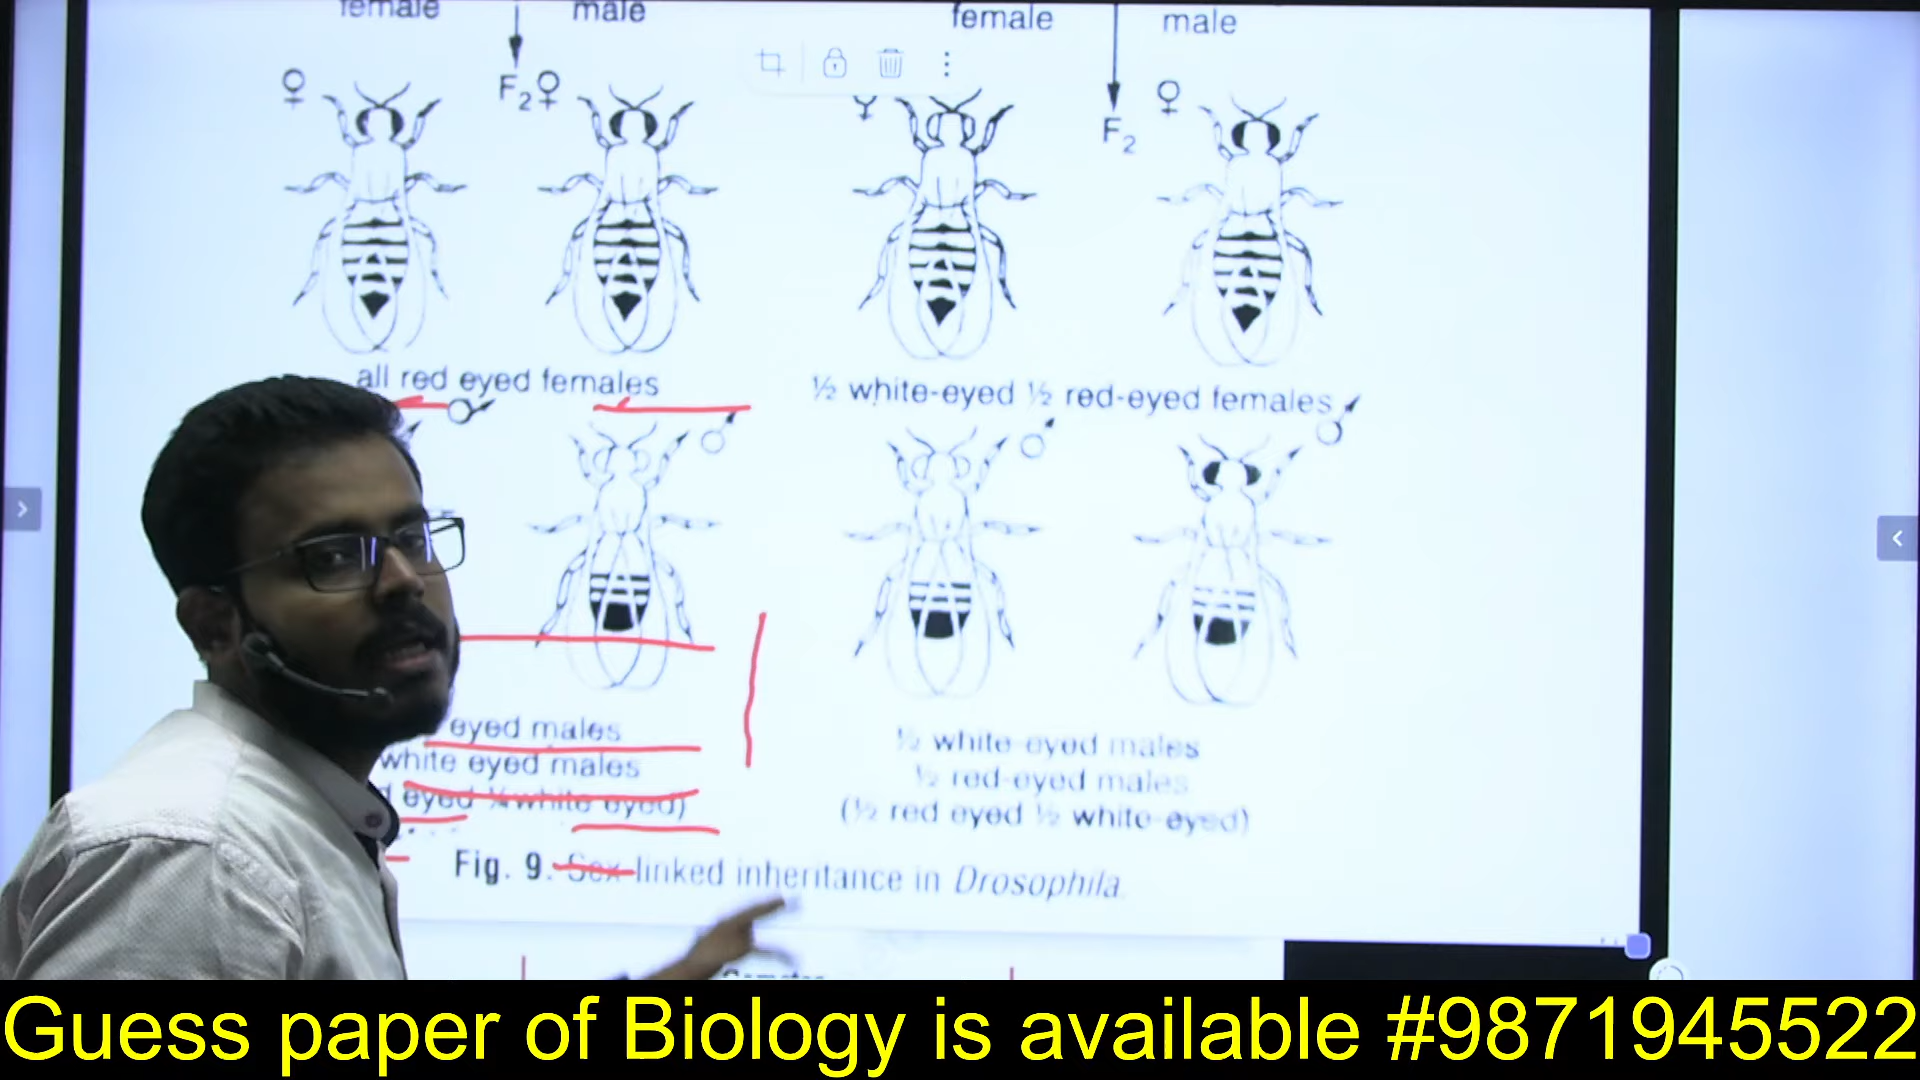 female male female male
F2 F2
all red eyed females
½ white-eyed ½ red-eyed females
eyed males
white eyed males
d eyed ¼ white eyed)
½ white-eyed males
½ red-eyed males
(½ red eyed ½ white-eyed)
Fig. 9. Sex-linked inheritance in Drosophila.
Guess paper of Biology is available #9871945522